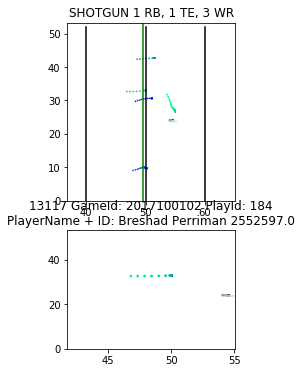 SHOTGUN 1 RB, 1 TE, 3 WR
50
40
30
20
10
0
40 50 60
13117 GameId: 2017100102 PlayId: 184
PlayerName + ID: Breshad Perriman 2552597.0
40
20
0
45 50 55